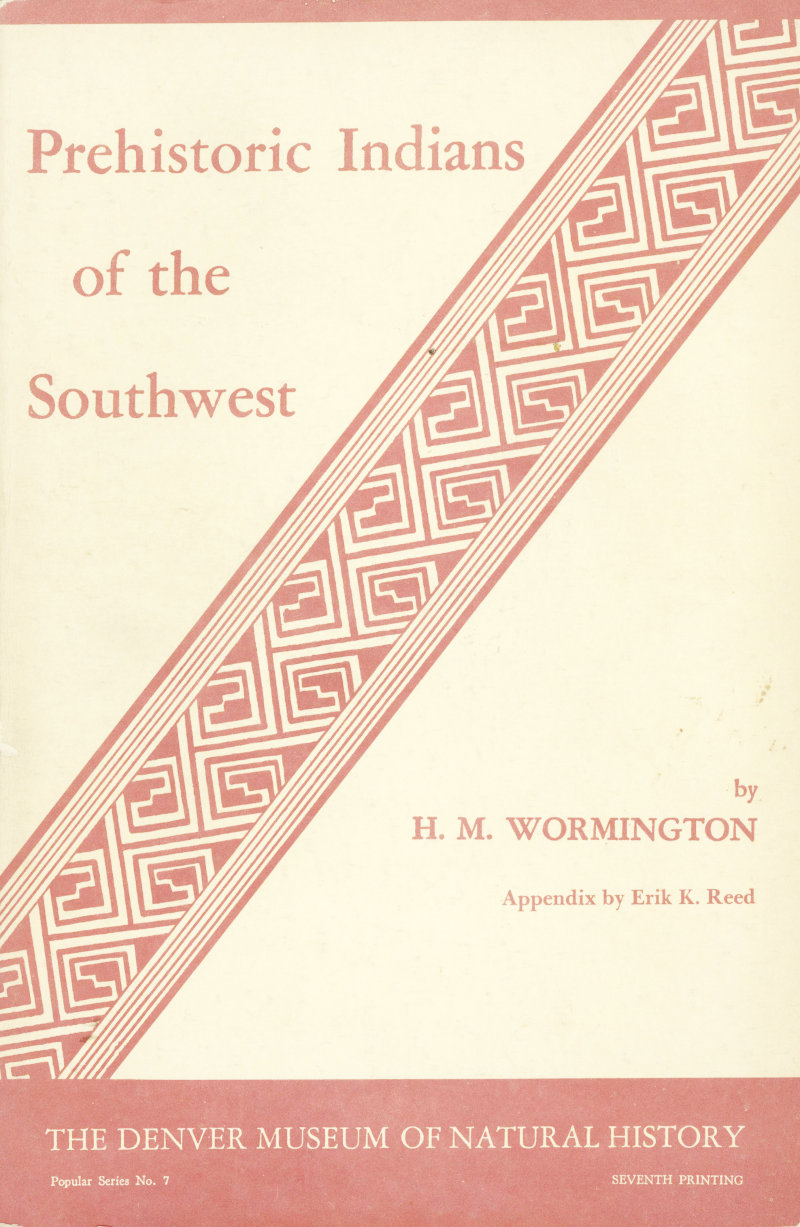 Prehistoric Indians
of the
Southwest
by
H. M. WORMINGTON
Appendix by Erik K. Reed
THE DENVER MUSEUM OF NATURAL HISTORY
Popular Series No. 7
SEVENTH PRINTING